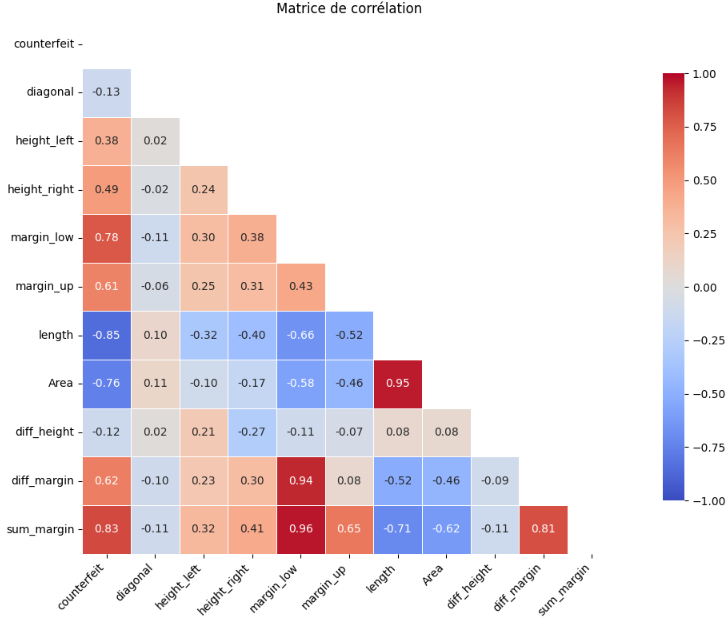 Matrice de corrélation
counterfeit
diagonal -0.13
height_left 0.38 0.02
height_right 0.49 -0.02 0.24
margin_low 0.78 -0.11 0.30 0.38
margin_up 0.61 -0.06 0.25 0.31 0.43
length -0.85 0.10 -0.32 -0.40 -0.66 -0.52
Area -0.76 0.11 -0.10 -0.17 -0.58 -0.46 0.95
diff_height -0.12 0.02 0.21 -0.27 -0.11 -0.07 0.08 0.08
diff_margin 0.62 -0.10 0.23 0.30 0.94 0.08 -0.52 -0.46 -0.09
sum_margin 0.83 -0.11 0.32 0.41 0.96 0.65 -0.71 -0.62 -0.11 0.81
counterfeit diagonal height_left height_right margin_low margin_up length Area diff_height diff_margin sum_margin
1.00
0.75
0.50
0.25
0.00
−0.25
−0.50
−0.75
−1.00